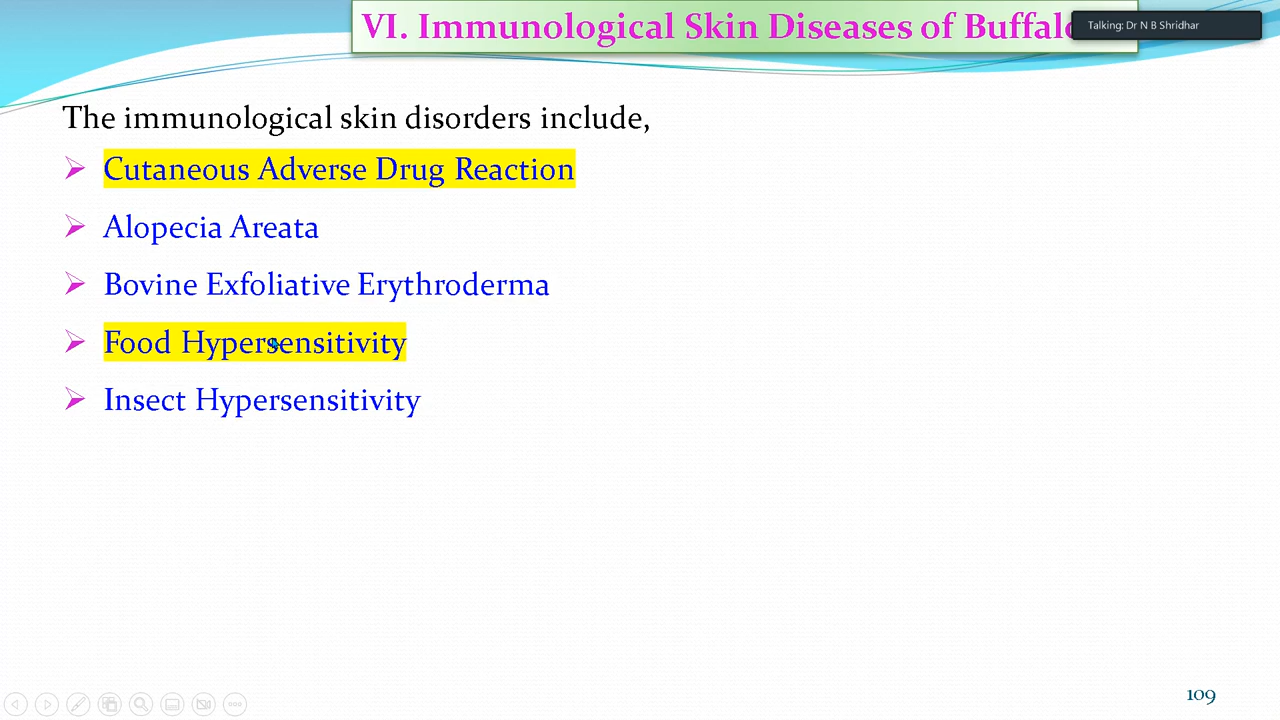 VI. Immunological Skin Diseases of Buffalo
Talking: Dr N B Shridhar
The immunological skin disorders include,
Cutaneous Adverse Drug Reaction
Alopecia Areata
Bovine Exfoliative Erythroderma
Food Hypersensitivity
Insect Hypersensitivity
109